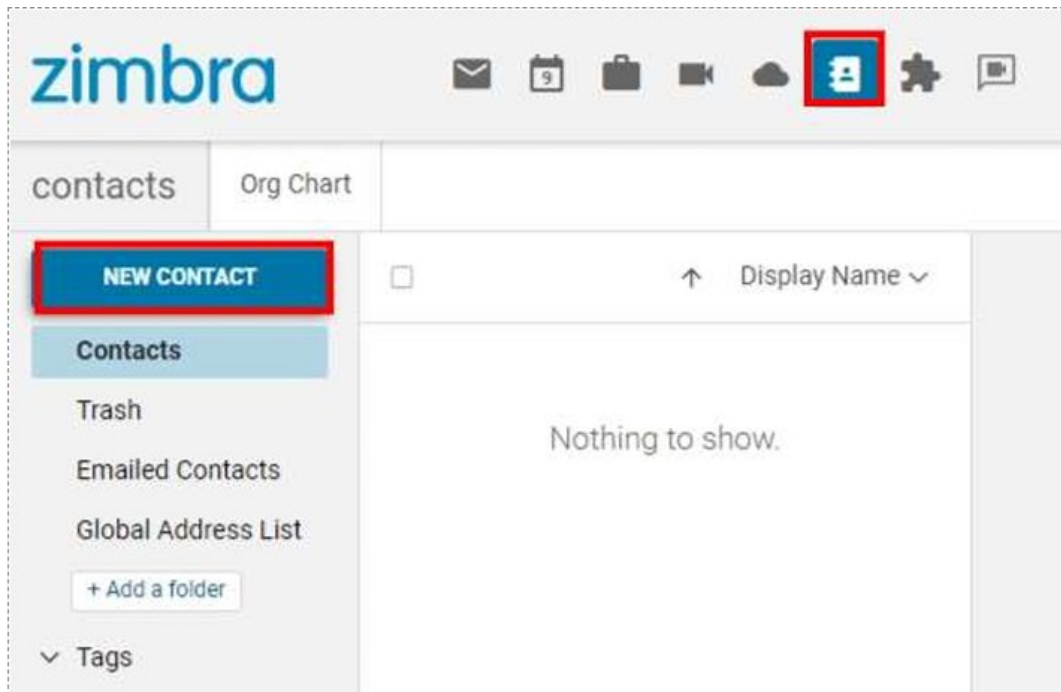 zimbra
9
contacts
Org Chart
NEW CONTACT
Display Name
Contacts
Trash
Nothing to show.
Emailed Contacts
Global Address List
+ Add a folder
Tags